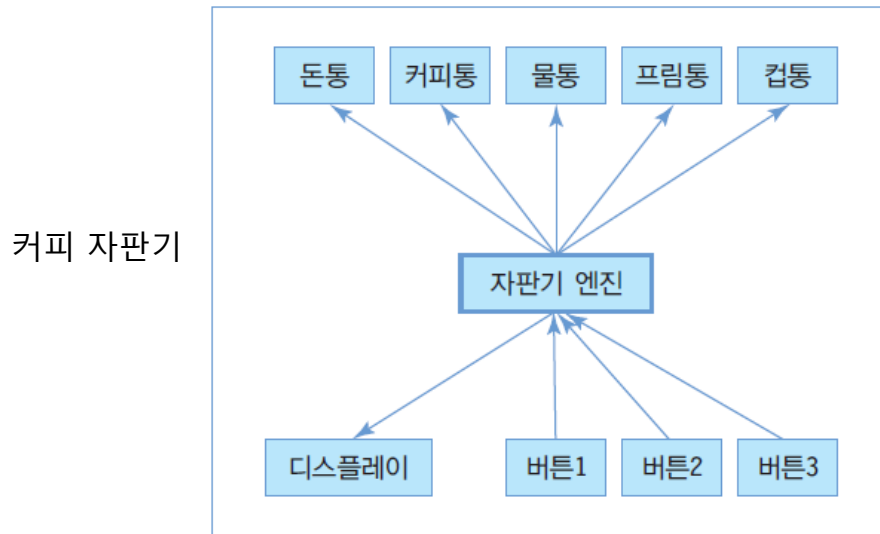 돈통
커피통
물통
프림통
컵통
커피 자판기
자판기 엔진
디스플레이
버튼1
버튼2
버튼3